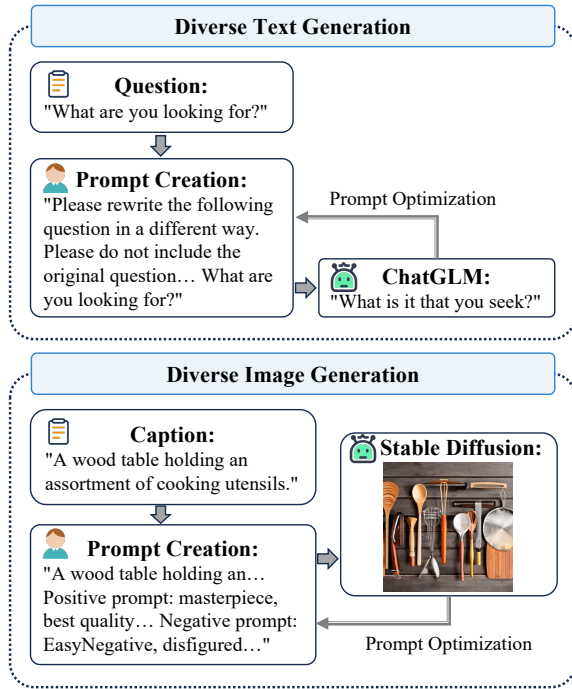 Diverse Text Generation
Question:
"What are you looking for?"
Prompt Creation:
"Please rewrite the following
question in a different way.
Please do not include the
original question… What are
you looking for?"
Prompt Optimization
ChatGLM:
"What is it that you seek?"
Diverse Image Generation
Caption:
"A wood table holding an
assortment of cooking utensils."
Prompt Creation:
"A wood table holding an…
Positive prompt: masterpiece,
best quality… Negative prompt:
EasyNegative, disfigured…"
Stable Diffusion:
Prompt Optimization